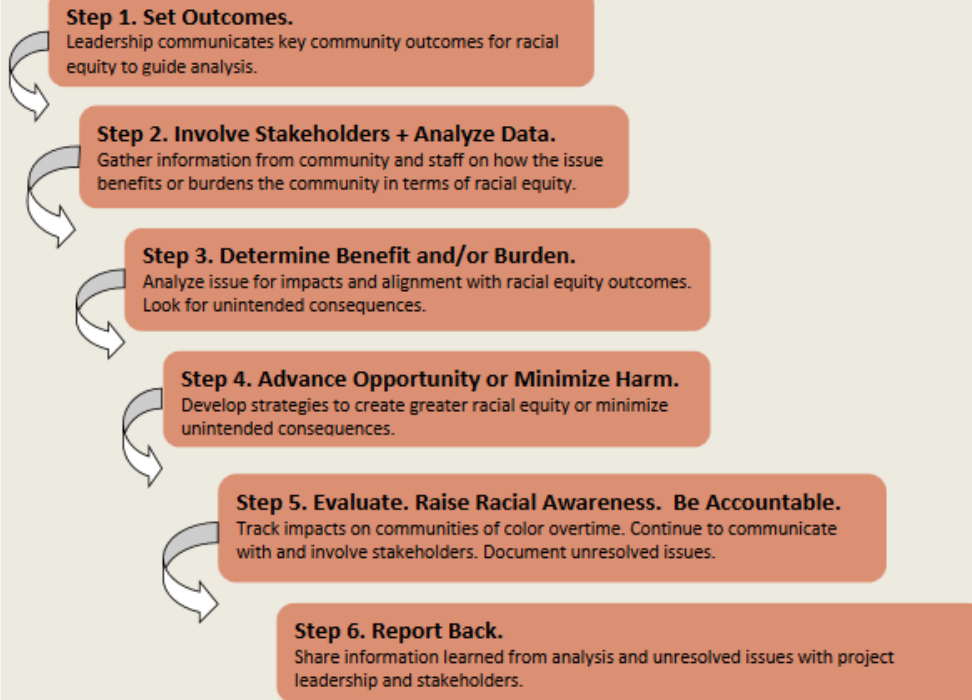 Step 1. Set Outcomes.
Leadership communicates key community outcomes for racial
equity to guide analysis.
Step 2. Involve Stakeholders + Analyze Data.
Gather information from community and staff on how the issue
benefits or burdens the community in terms of racial equity.
Step 3. Determine Benefit and/or Burden.
Analyze issue for impacts and alignment with racial equity outcomes.
Look for unintended consequences.
Step 4. Advance Opportunity or Minimize Harm.
Develop strategies to create greater racial equity or minimize
unintended consequences.
Step 5. Evaluate. Raise Racial Awareness.  Be Accountable.
Track impacts on communities of color overtime. Continue to communicate
with and involve stakeholders. Document unresolved issues.
Step 6. Report Back.
Share information learned from analysis and unresolved issues with project
leadership and stakeholders.